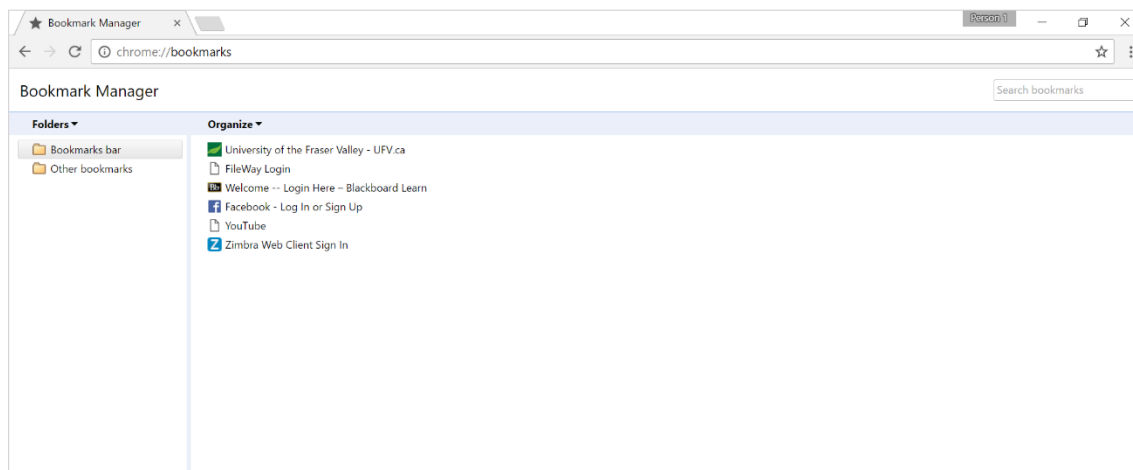 Bookmark Manager
Person 1
chrome://bookmarks
Bookmark Manager
Search bookmarks
Folders
Organize
Bookmarks bar
Other bookmarks
University of the Fraser Valley - UFV.ca
FileWay Login
Bb Welcome -- Login Here – Blackboard Learn
Facebook - Log In or Sign Up
YouTube
Z Zimbra Web Client Sign In